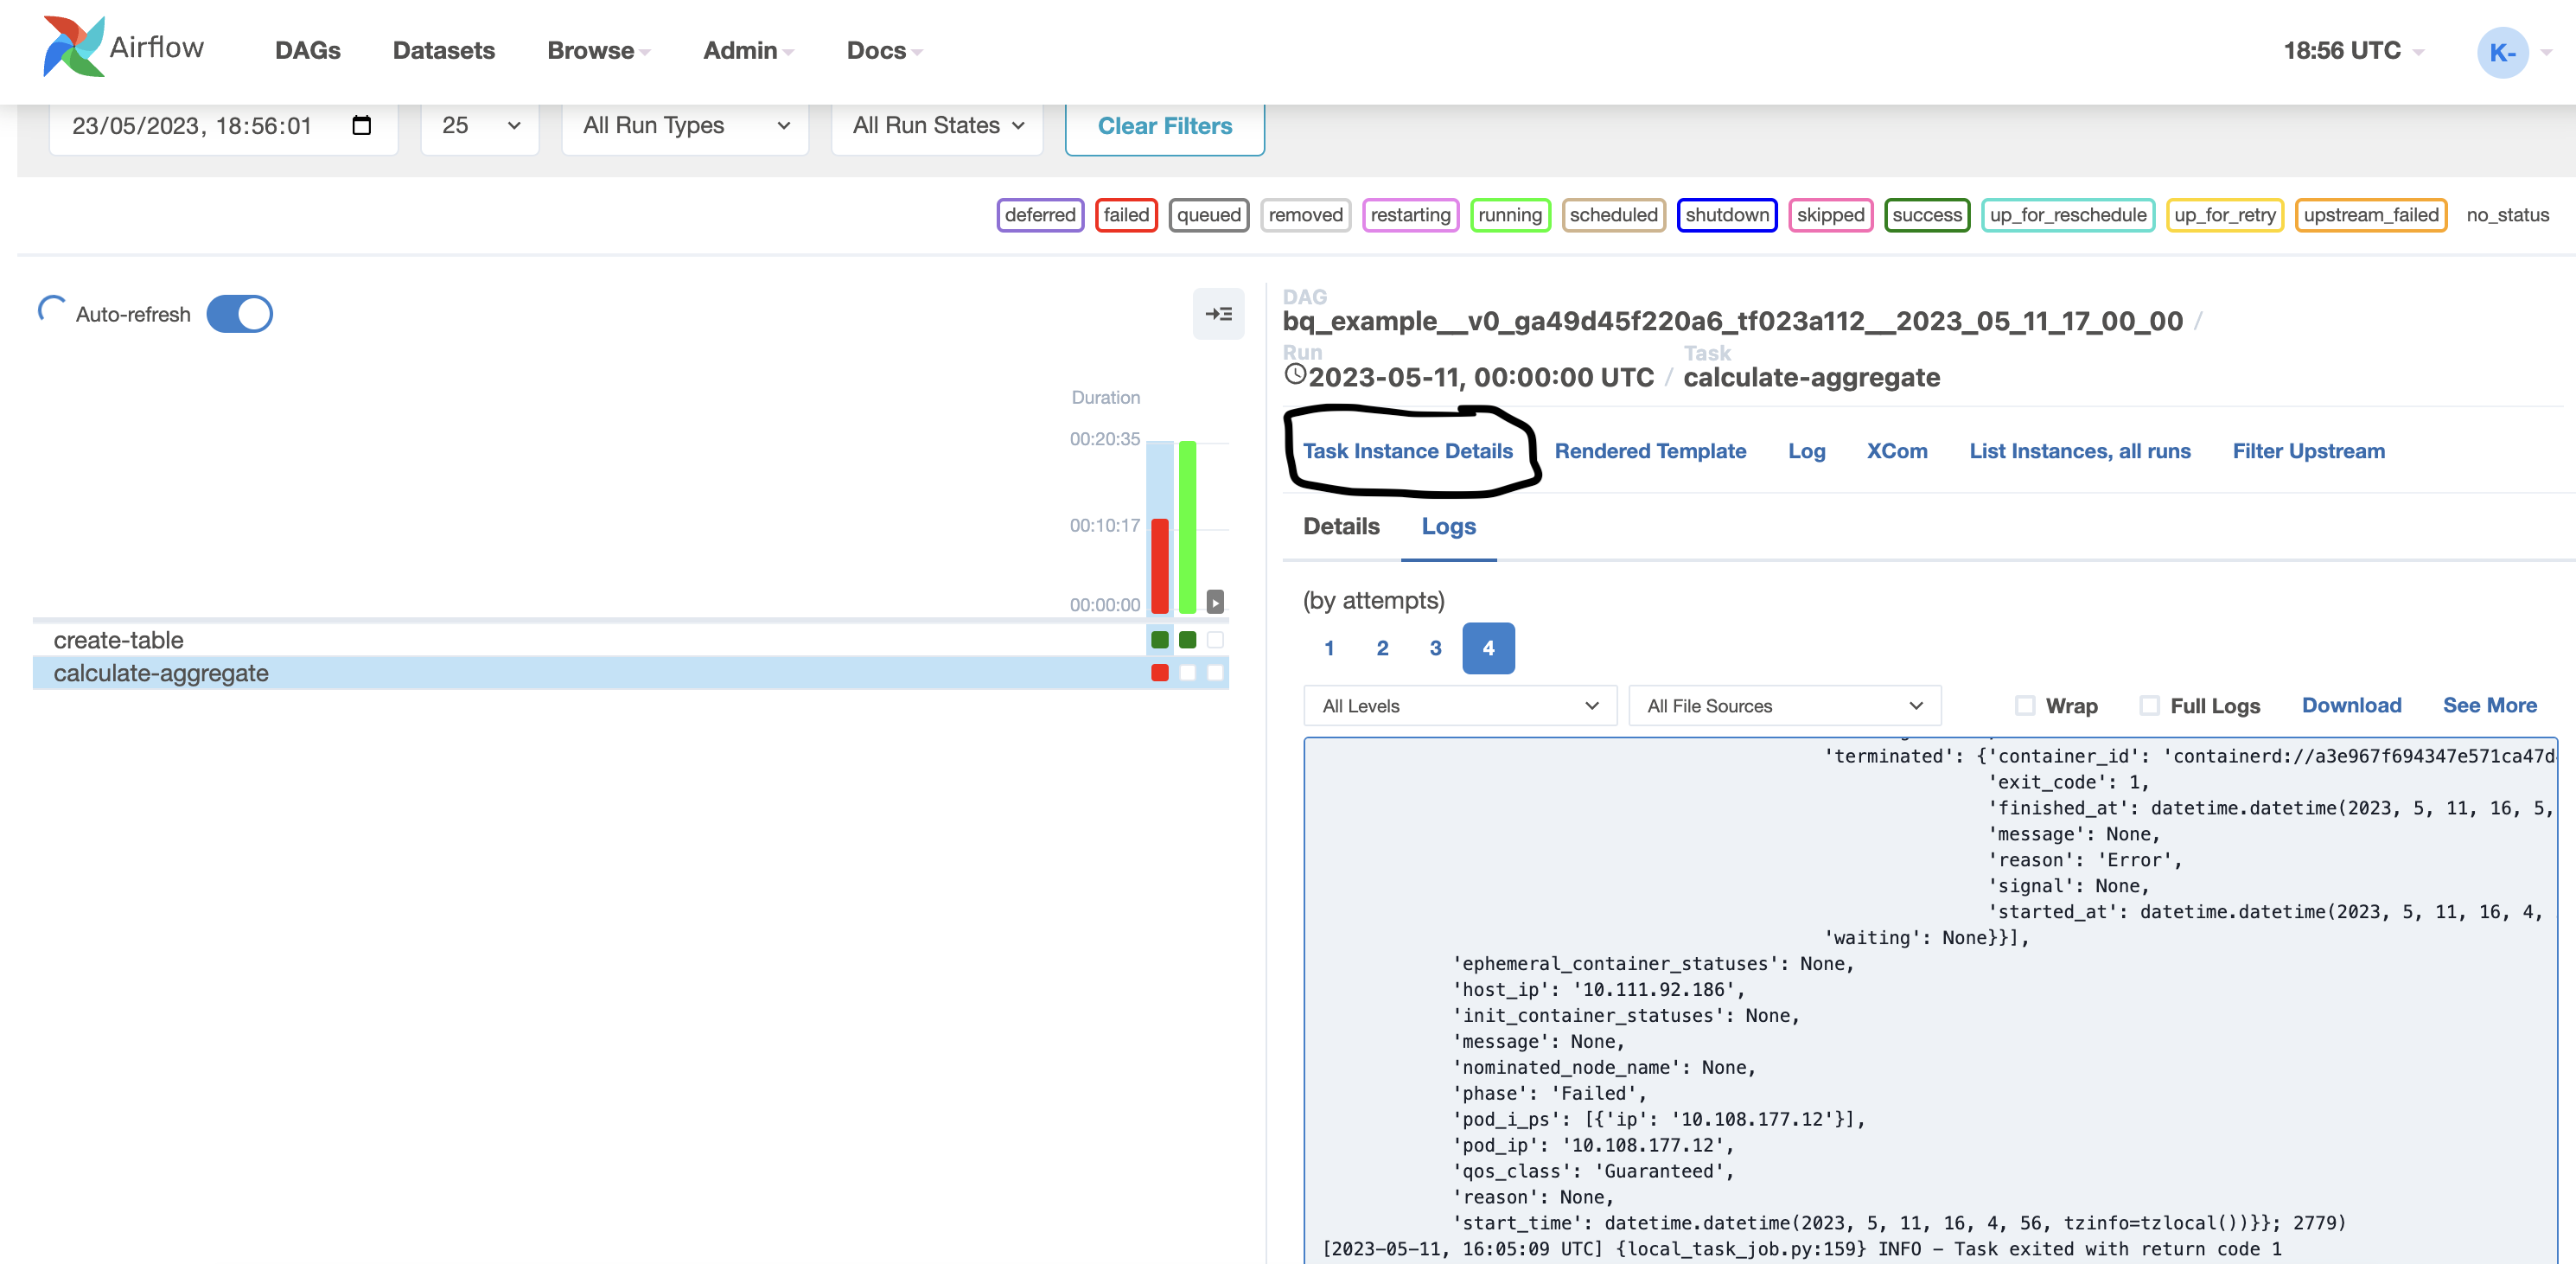 Airflow DAGs Datasets Browse Admin Docs 18:56 UTC K-
23/05/2023, 18:56:01 25 All Run Types All Run States Clear Filters
deferred failed queued removed restarting running scheduled shutdown skipped success up_for_reschedule up_for_retry upstream_failed no_status
Auto-refresh
Duration
00:20:35
00:10:17
00:00:00
create-table
calculate-aggregate
DAG
bq_example__v0_ga49d45f220a6_tf023a112__2023_05_11_17_00_00 /
Run Task
2023-05-11, 00:00:00 UTC / calculate-aggregate
Task Instance Details Rendered Template Log XCom List Instances, all runs Filter Upstream
Details Logs
(by attempts)
1 2 3 4
All Levels All File Sources Wrap Full Logs Download See More
'terminated': {'container_id': 'containerd://a3e967f694347e571ca47d
'exit_code': 1,
'finished_at': datetime.datetime(2023, 5, 11, 16, 5,
'message': None,
'reason': 'Error',
'signal': None,
'started_at': datetime.datetime(2023, 5, 11, 16, 4,
'waiting': None}}],
'ephemeral_container_statuses': None,
'host_ip': '10.111.92.186',
'init_container_statuses': None,
'message': None,
'nominated_node_name': None,
'phase': 'Failed',
'pod_i_ps': [{'ip': '10.108.177.12'}],
'pod_ip': '10.108.177.12',
'qos_class': 'Guaranteed',
'reason': None,
'start_time': datetime.datetime(2023, 5, 11, 16, 4, 56, tzinfo=tzlocal())}}; 2779)
[2023-05-11, 16:05:09 UTC] {local_task_job.py:159} INFO - Task exited with return code 1